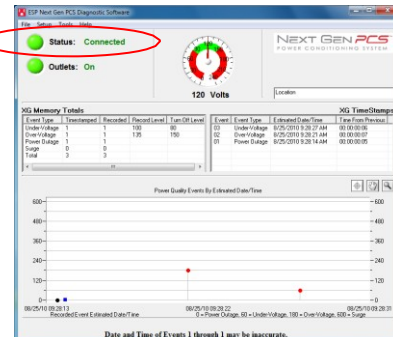 ESP Next Gen PCS Diagnostic Software
File Setup Tools Help
Status: Connected
Outlets: On
120 Volts
NEXT GEN PCS
POWER CONDITIONING SYSTEM
Location
XG Memory Totals
Event Type Timestamped Recorded Record Level Turn Off Level
Under-Voltage 1 1 100 80
Over-Voltage 1 1 135 150
Power Outage 1 1
Surge 0 0
Total 3 3
XG TimeStamps
Event Event Type Estimated Date/Time Time From Previous
03 Under-Voltage 8/25/2010 9:28:27 AM 00:00:00:06
02 Over-Voltage 8/25/2010 9:28:21 AM 00:00:00:07
01 Power Outage 8/25/2010 9:28:14 AM 00:00:00:05
Power Quality Events By Estimated Date/Time
600 600
480 480
360 360
240 240
120 120
0 0
08/25/10 09:28:13 08/25/10 09:28:22 08/25/10 09:28:31
Recorded Event Estimated Date/Time 0 = Power Outage, 60 = Under-Voltage, 180 = Over-Voltage, 600 = Surge
Date and Time of Events 1 through 1 may be inaccurate.